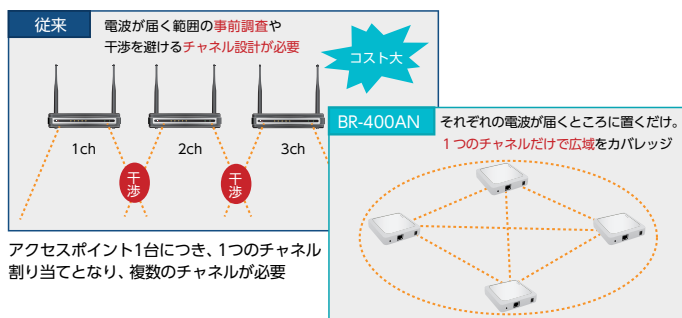 従来
電波が届く範囲の事前調査や
干渉を避けるチャネル設計が必要
コスト大
1ch
2ch
3ch
干渉
干渉
アクセスポイント1台につき、1つのチャネル
割り当てとなり、複数のチャネルが必要
BR-400AN
それぞれの電波が届くところに置くだけ。
1つのチャネルだけで広域をカバレッジ